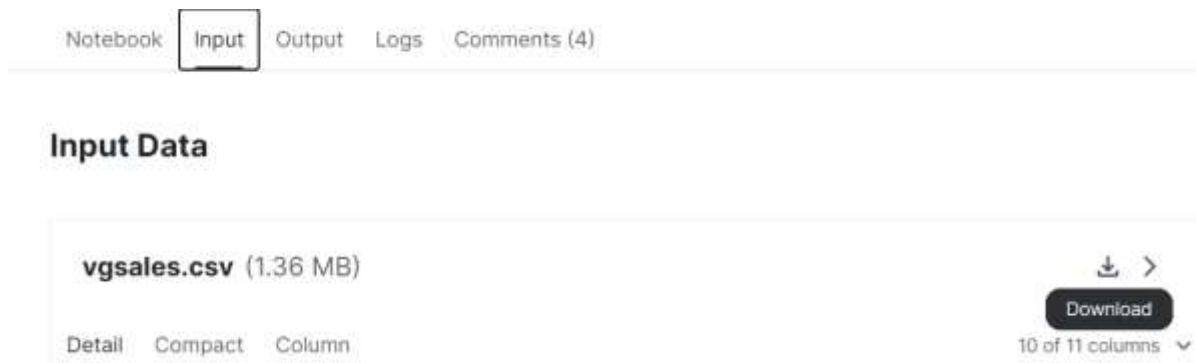 Notebook Input Output Logs Comments (4)
Input Data
vgsales.csv (1.36 MB)
Download
Detail Compact Column 10 of 11 columns